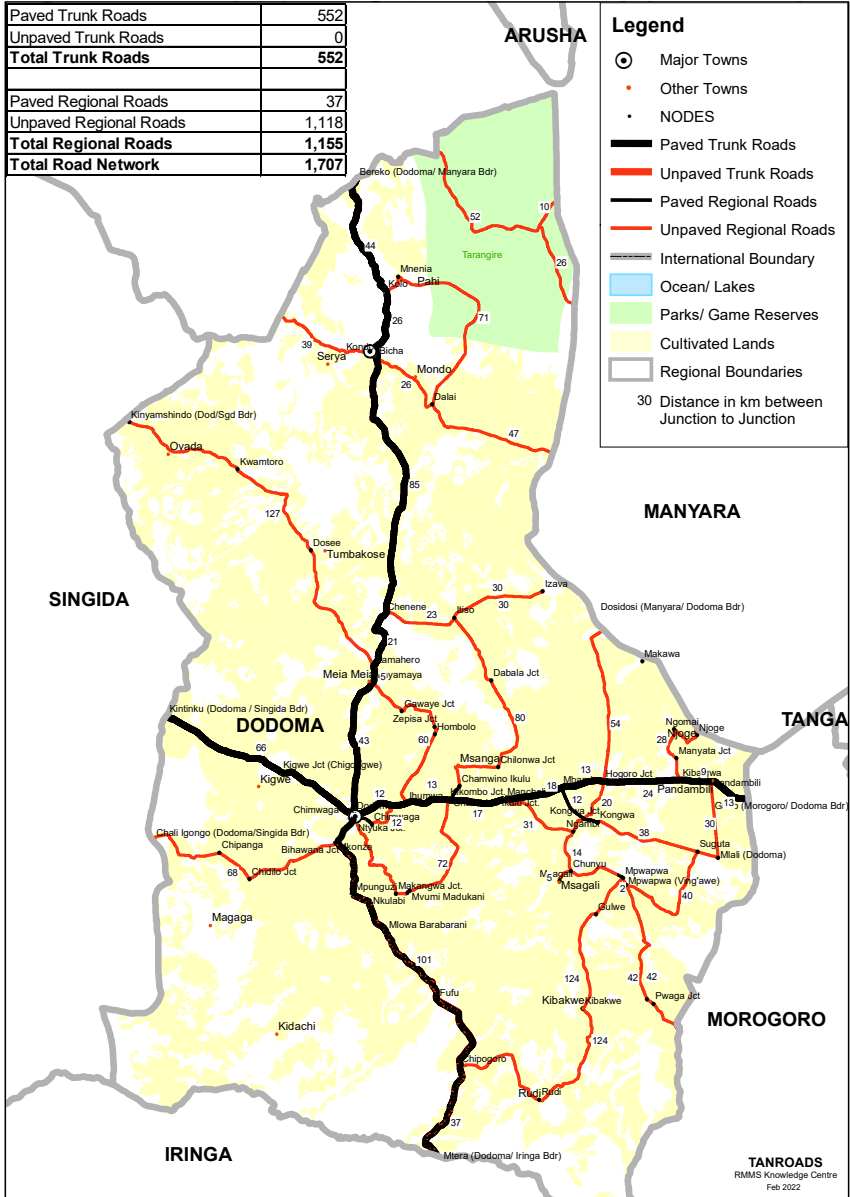 Paved Trunk Roads 552
Unpaved Trunk Roads 0
Total Trunk Roads 552
Paved Regional Roads 37
Unpaved Regional Roads 1,118
Total Regional Roads 1,155
Total Road Network 1,707
ARUSHA
Legend
Major Towns
Other Towns
NODES
Paved Trunk Roads
Unpaved Trunk Roads
Paved Regional Roads
Unpaved Regional Roads
International Boundary
Ocean/ Lakes
Parks/ Game Reserves
Cultivated Lands
Regional Boundaries
30 Distance in km between
Junction to Junction
Bereko (Dodoma/ Manyara Bdr)
52
10
44
Tarangire
26
Mnenia
Pahi
Kolo
71
26
39
Bicha
Serya
Mondo
26
Dalai
Kinyamshindo (Dod/Sgd Bdr)
47
Ovada
Kwamtoro
85
127
MANYARA
Dosee
Tumbakose
SINGIDA
30
Izava
30
Chenene
23
Itiso
Dosidosi (Manyara/ Dodoma Bdr)
21
Makawa
Meia Meia
5
Dabala Jct
Gawaye Jct
Zepisa Jct
Kintinku (Dodoma / Singida Bdr)
DODOMA
Hombolo
80
54
Ngomai
Njoge
Njoge
TANGA
66
43
60
28
Manyata Jct
Kigwe Jct (Chigongwe)
Msanga
Chilonwa Jct
Kigwe
Chamwino Ikulu
13
Hogoro Jct
9
Pandambili
12
13
Kikombo Jct.
18
24
13
Ihumwa
17
12
20
Kongwa Jct
Kongwa
Chimwaga
12
31
Ngambi
38
30
Chali Igongo (Dodoma/Singida Bdr)
Chipanga
Bihawana Jct
Suguta
Mlali (Dodoma)
68
Chidilo Jct
72
14
Chunyu
Mpwapwa
Makangwa Jct.
Mvumi Madukani
5
Msagali
2
Mpwapwa (Ving'awe)
Nkulabi
40
Magaga
Gulwe
Mlowa Barabarani
101
124
42
42
Fufu
Kibakwe
Kibakwe
Pwaga Jct
MOROGORO
Kidachi
124
Chipogoro
Rudi
Rudi
37
IRINGA
Mtera (Dodoma/ Iringa Bdr)
TANROADS
RMMS Knowledge Centre
Feb 2022